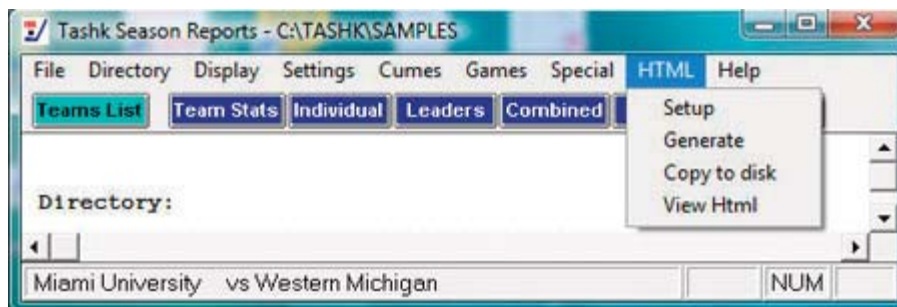 Tashk Season Reports - C:\TASHK\SAMPLES
File Directory Display Settings Cumes Games Special HTML Help
Teams List Team Stats Individual Leaders Combined
Setup
Generate
Copy to disk
View Html
Directory:
Miami University vs Western Michigan NUM